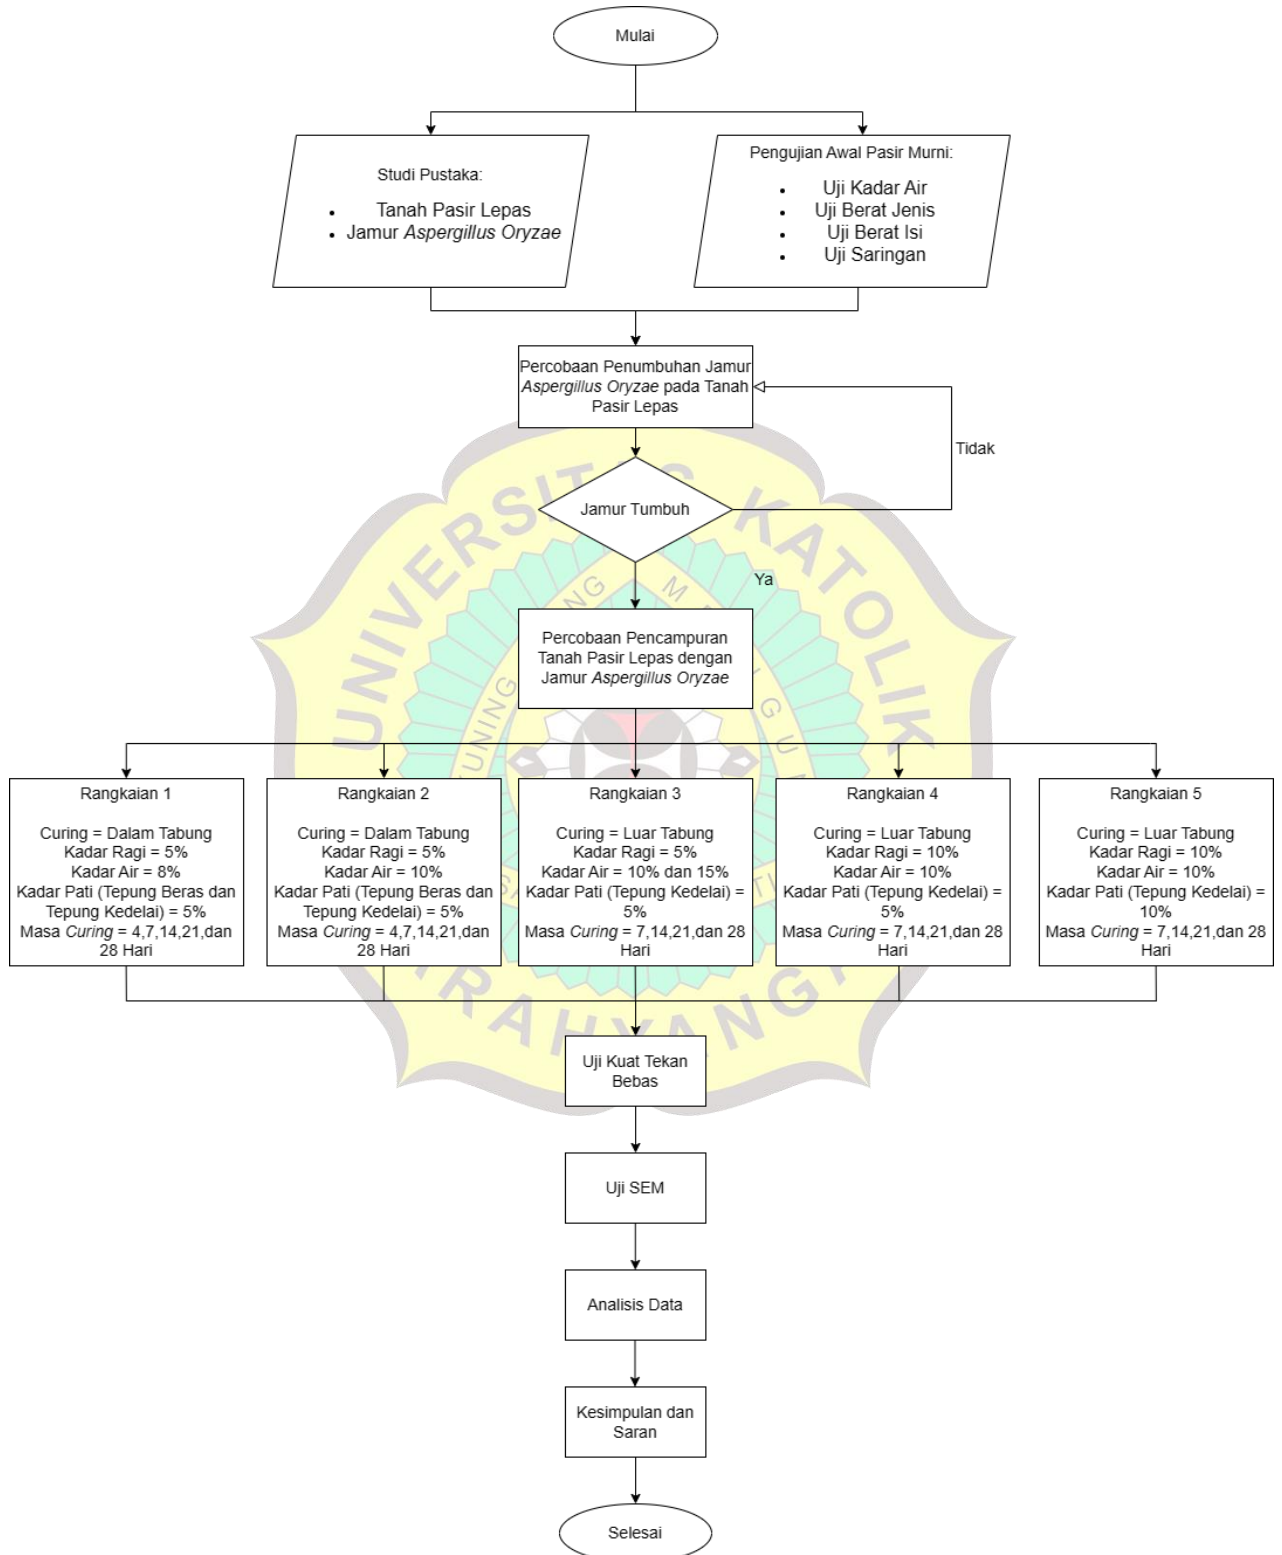 Mulai
Studi Pustaka:
• Tanah Pasir Lepas
• Jamur Aspergillus Oryzae
Pengujian Awal Pasir Murni:
• Uji Kadar Air
• Uji Berat Jenis
• Uji Berat Isi
• Uji Saringan
Percobaan Penumbuhan Jamur
Aspergillus Oryzae pada Tanah
Pasir Lepas
Tidak
Jamur Tumbuh
Ya
Percobaan Pencampuran
Tanah Pasir Lepas dengan
Jamur Aspergillus Oryzae
Rangkaian 1
Curing = Dalam Tabung
Kadar Ragi = 5%
Kadar Air = 8%
Kadar Pati (Tepung Beras dan
Tepung Kedelai) = 5%
Masa Curing = 4,7,14,21,dan
28 Hari
Rangkaian 2
Curing = Dalam Tabung
Kadar Ragi = 5%
Kadar Air = 10%
Kadar Pati (Tepung Beras dan
Tepung Kedelai) = 5%
Masa Curing = 4,7,14,21,dan
28 Hari
Rangkaian 3
Curing = Luar Tabung
Kadar Ragi = 5%
Kadar Air = 10% dan 15%
Kadar Pati (Tepung Kedelai) =
5%
Masa Curing = 7,14,21,dan 28
Hari
Rangkaian 4
Curing = Luar Tabung
Kadar Ragi = 10%
Kadar Air = 10%
Kadar Pati (Tepung Kedelai) =
5%
Masa Curing = 7,14,21,dan 28
Hari
Rangkaian 5
Curing = Luar Tabung
Kadar Ragi = 10%
Kadar Air = 10%
Kadar Pati (Tepung Kedelai) =
10%
Masa Curing = 7,14,21,dan 28
Hari
Uji Kuat Tekan
Bebas
Uji SEM
Analisis Data
Kesimpulan dan
Saran
Selesai
UNIVERSITAS KATOLIK